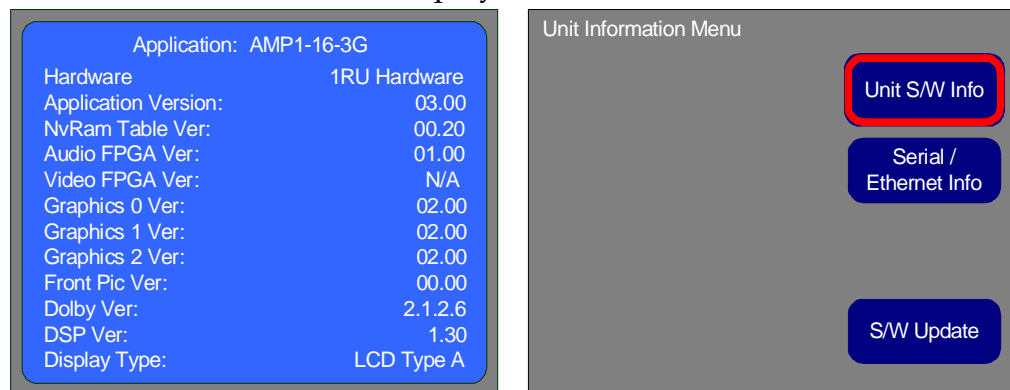 Application: AMP1-16-3G
Hardware 1RU Hardware
Application Version: 03.00
NvRam Table Ver: 00.20
Audio FPGA Ver: 01.00
Video FPGA Ver: N/A
Graphics 0 Ver: 02.00
Graphics 1 Ver: 02.00
Graphics 2 Ver: 02.00
Front Pic Ver: 00.00
Dolby Ver: 2.1.2.6
DSP Ver: 1.30
Display Type: LCD Type A
Unit Information Menu
Unit S/W Info
Serial /
Ethernet Info
S/W Update